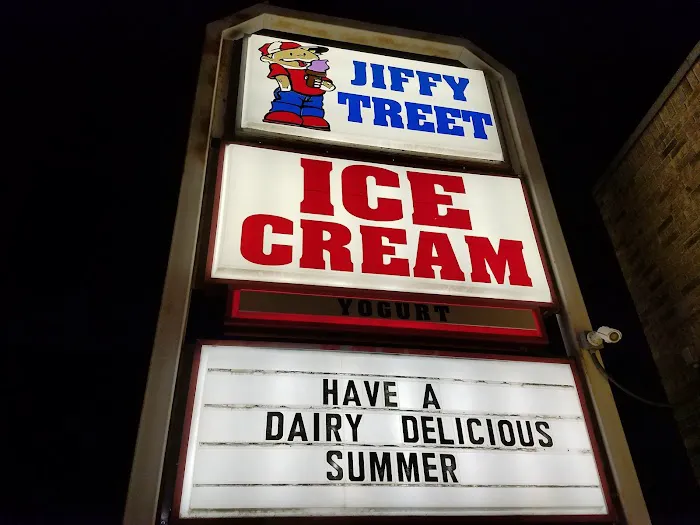 JIFFY
TREET
ICE
CREAM
YOGURT
HAVE A
DAIRY DELICIOUS
SUMMER